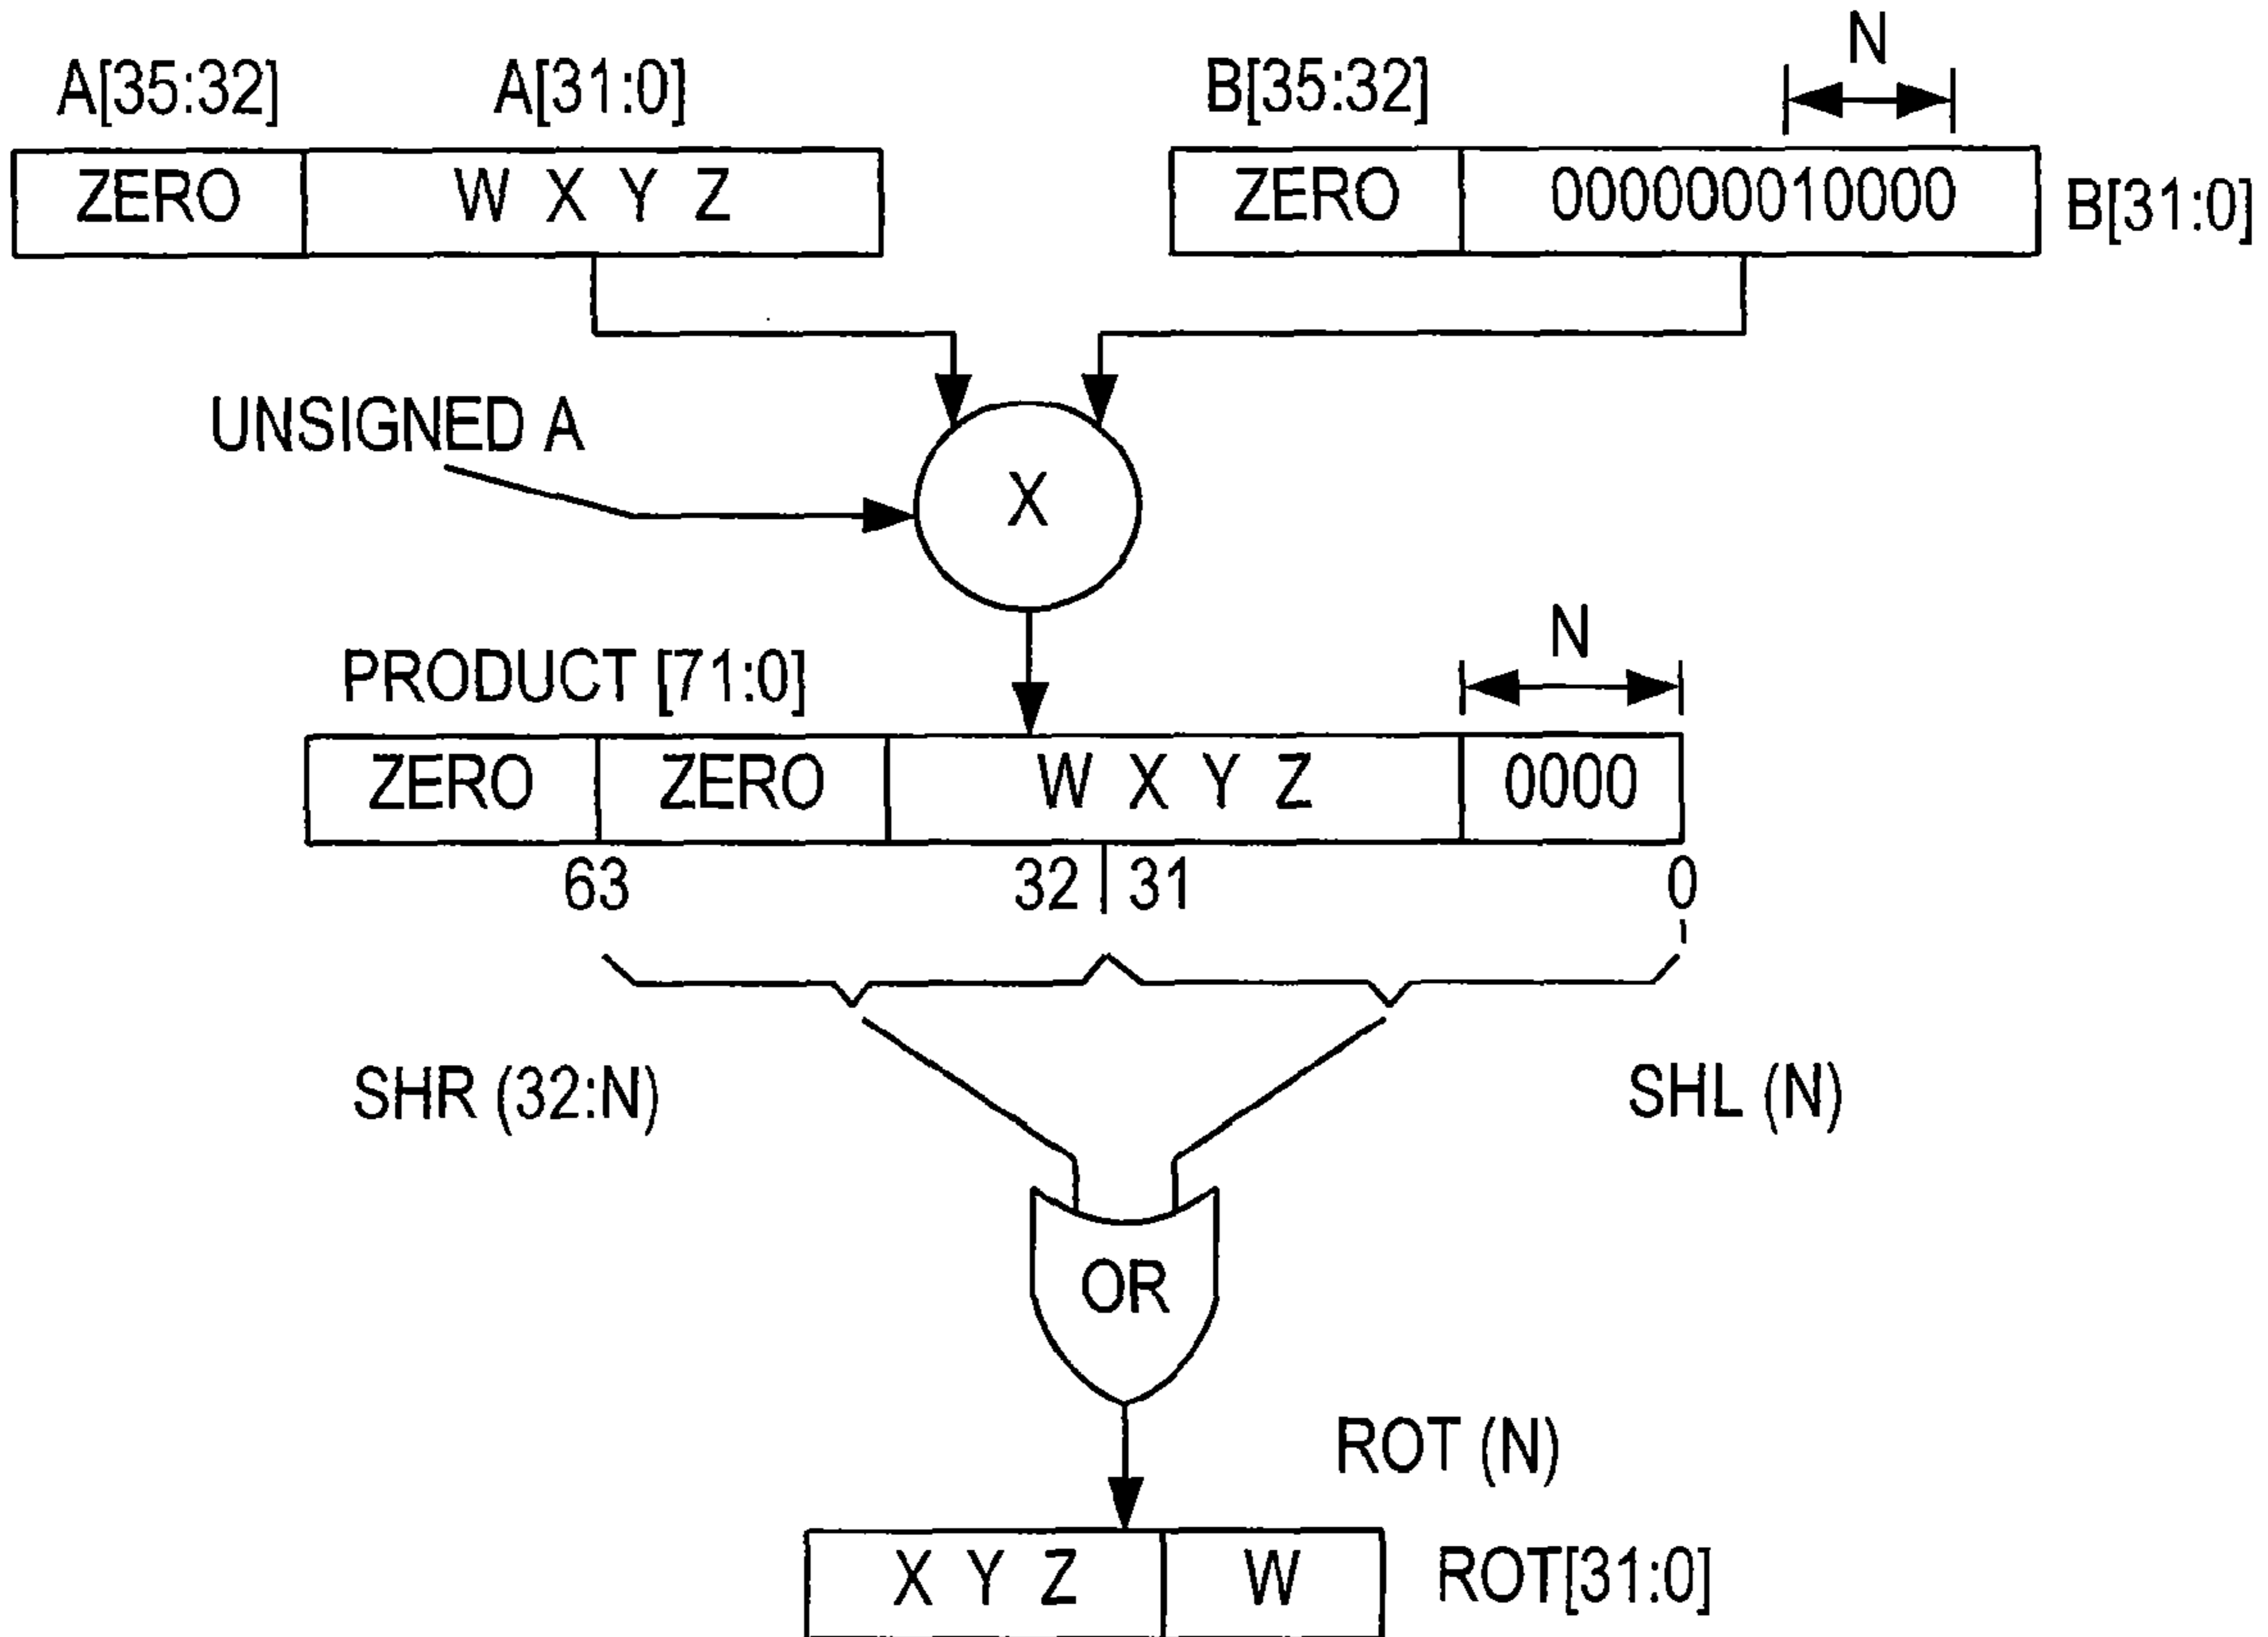 N
A[35:32] A[31:0] B[35:32]
ZERO W X Y Z ZERO 000000010000 B[31:0]
UNSIGNED A
X
N
PRODUCT [71:0]
ZERO ZERO W X Y Z 0000
63 32 31 0
SHR (32:N) SHL (N)
OR
ROT (N)
X Y Z W ROT[31:0]